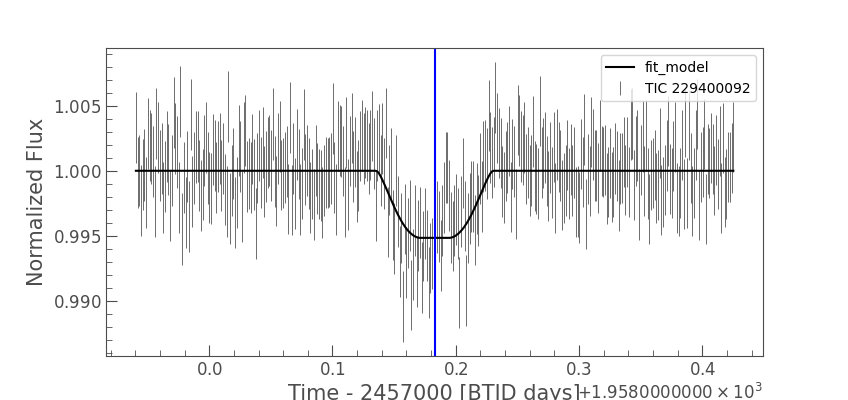 fit_model
TIC 229400092
1.005
1.000
0.995
0.990
Normalized Flux
0.0 0.1 0.2 0.3 0.4
Time - 2457000 [BTJD days]
+1.9580000000 × 10³